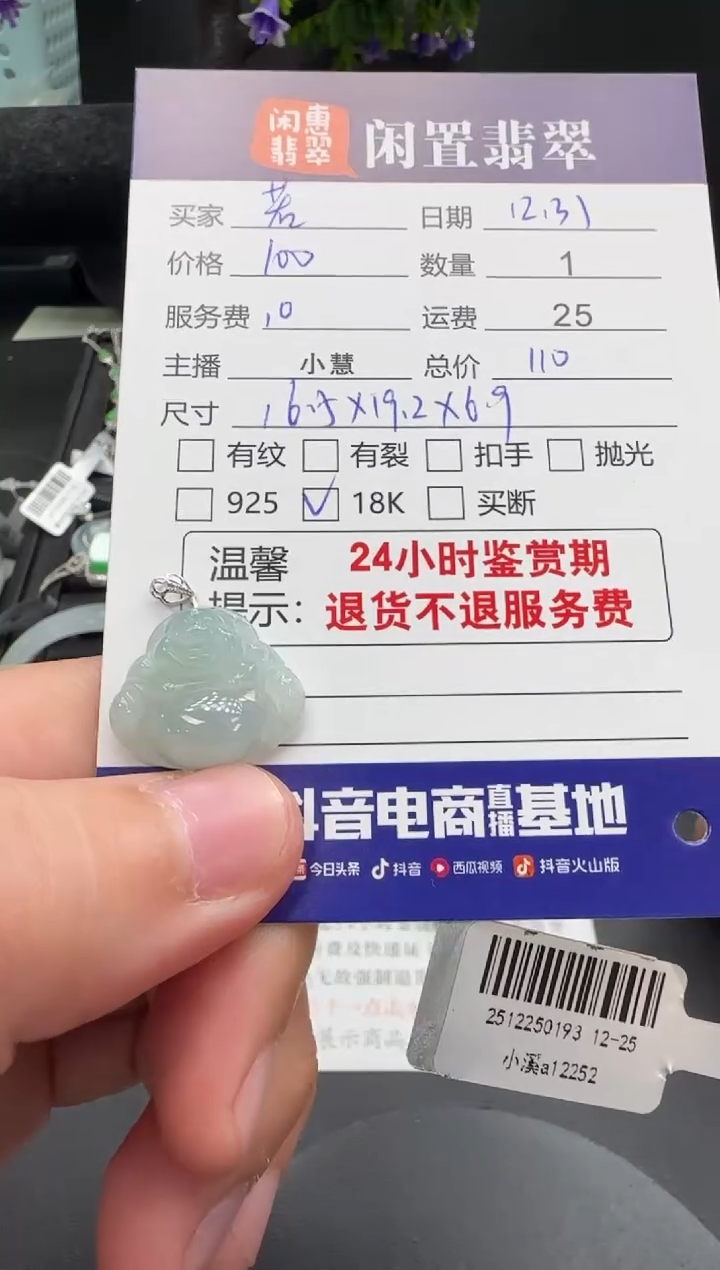 闲惠翡翠 闲置翡翠
买家 若 日期 12.31
价格 100 数量 1
服务费 10 运费 25
主播 小慧 总价 110
尺寸 16.5×19.2×6.9
有纹 有裂 扣手 抛光
925 18K 买断
温馨提示: 24小时鉴赏期
退货不退服务费
抖音电商直播基地
今日头条 抖音 西瓜视频 抖音火山版
2512250193 12-25
小溪a12252